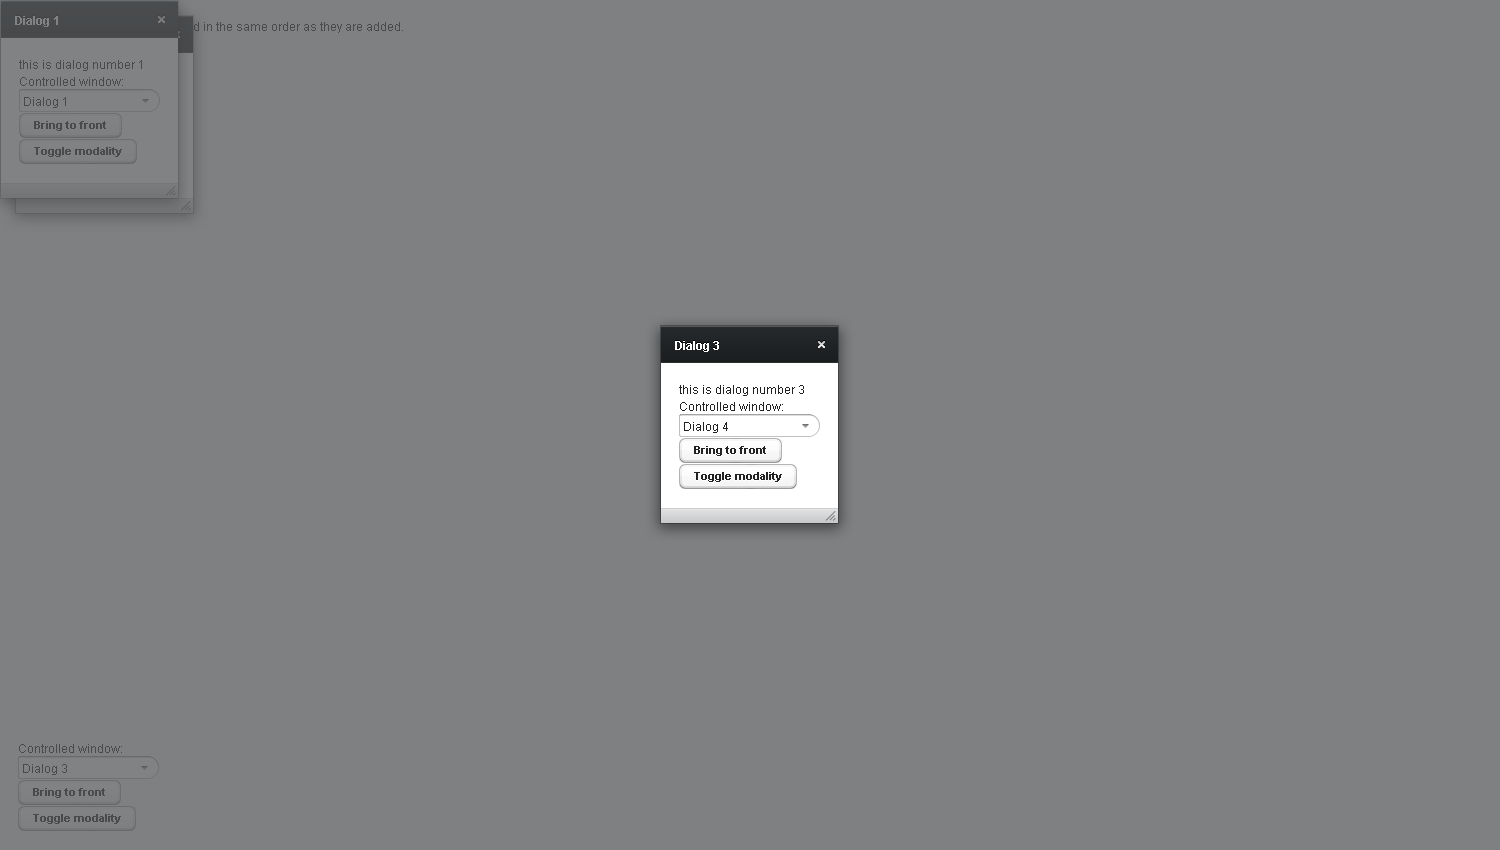 Dialog 1
d in the same order as they are added.
this is dialog number 1
Controlled window:
Dialog 1
Bring to front
Toggle modality
Dialog 3
this is dialog number 3
Controlled window:
Dialog 4
Bring to front
Toggle modality
Controlled window:
Dialog 3
Bring to front
Toggle modality